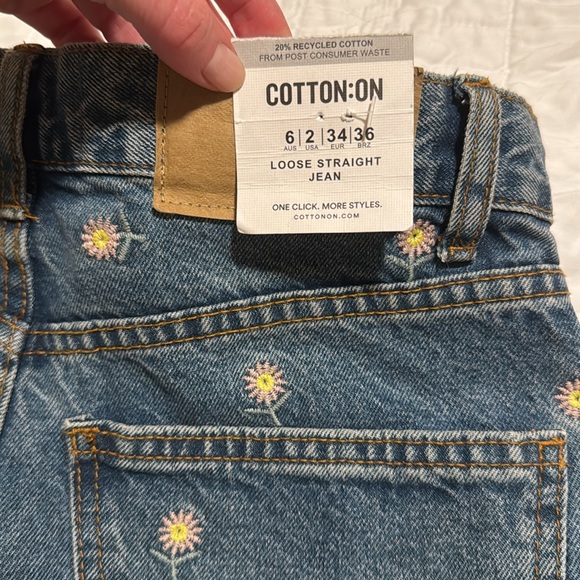 20% RECYCLED COTTON
FROM POST CONSUMER WASTE
COTTON:ON
6|2|34|36
AUS USA EUR BRZ
LOOSE STRAIGHT
JEAN
ONE CLICK. MORE STYLES.
COTTONON.COM